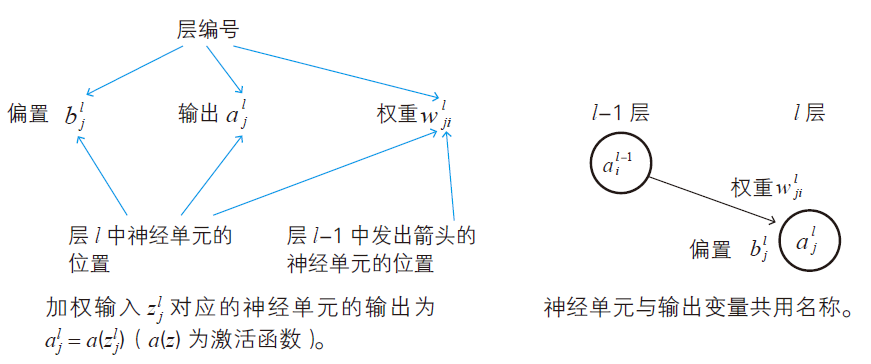 层编号
偏置 b_j^l 输出 a_j^l 权重 w_{ji}^l
层 l 中神经单元的
位置
层 l−1 中发出箭头的
神经单元的位置
加权输入 z_j^l 对应的神经单元的输出为
a_j^l = a(z_j^l)（ a(z) 为激活函数 ）。
l−1 层 l 层
a_i^{l−1}
权重 w_{ji}^l
偏置 b_j^l a_j^l
神经单元与输出变量共用名称。